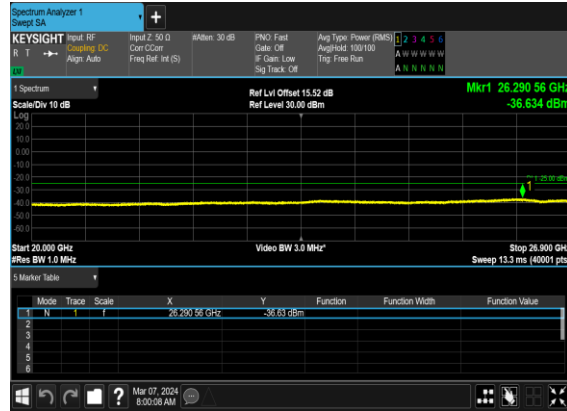 Spectrum Analyzer 1
Swept SA
+
KEYSIGHT Input: RF Input Z: 50 Ω #Atten: 30 dB PNO: Fast Avg Type: Power (RMS) 1 2 3 4 5 6
R T Coupling: DC Corr CCorr Gate: Off Avg|Hold: 100/100 A W W W W W
Align: Auto Freq Ref: Int (S) IF Gain: Low Trig: Free Run
Sig Track: Off A N N N N N
1 Spectrum Ref Lvl Offset 15.52 dB Mkr1 26.290 56 GHz
Scale/Div 10 dB Ref Level 30.00 dBm -36.634 dBm
Log
20.0
10.0
0.00
-10.0
-20.0
1 -25.00 dBm
-30.0
1
-40.0
-50.0
-60.0
Start 20.000 GHz Video BW 3.0 MHz* Stop 26.900 GHz
#Res BW 1.0 MHz Sweep 13.3 ms (40001 pts)
5 Marker Table
Mode Trace Scale X Y Function Function Width Function Value
1 N 1 f 26.290 56 GHz -36.63 dBm
2
3
4
5
6
? Mar 07, 2024
8:00:08 AM